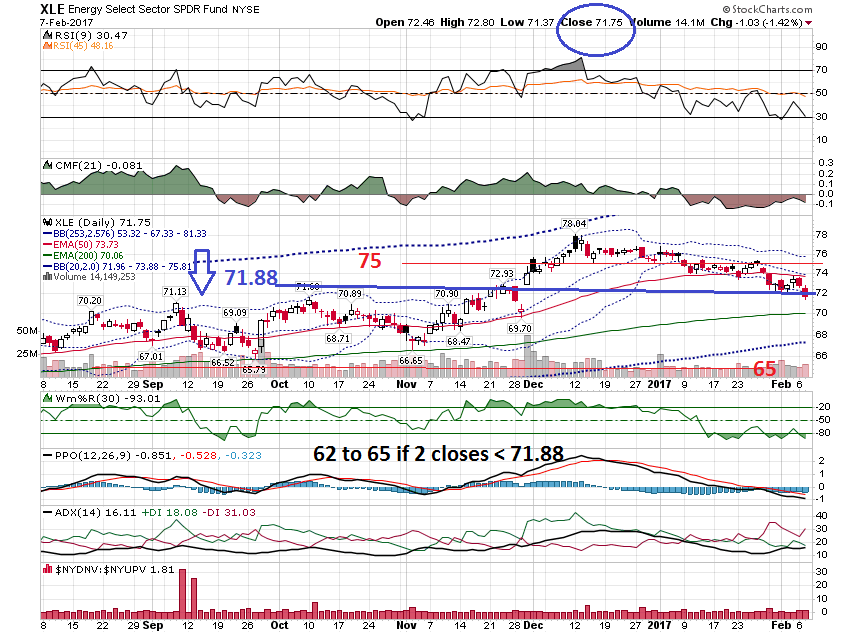 XLE Energy Select Sector SPDR Fund NYSE
© StockCharts.com
7-Feb-2017
Open 72.46 High 72.80 Low 71.37 Close 71.75 Volume 14.1M Chg -1.03 (-1.42%)
RSI(9) 30.47
RSI(45) 48.16
90
70
50
30
10
CMF(21) -0.081
0.3
0.2
0.1
0.0
-0.1
XLE (Daily) 71.75
BB(253,2.576) 53.32 - 67.33 - 81.33
EMA(50) 73.73
EMA(200) 70.06
BB(20,2.0) 71.96 - 73.88 - 75.81
Volume 14,149,253
71.88
75
78.04
72.93
71.60
70.89
70.90
71.13
70.20
69.09
69.70
68.71
68.47
67.01
66.52
65.79
66.65
65
78
76
74
72
70
68
66
50M
25M
8 15 22 29 Sep 12 19 26 Oct 10 17 24 Nov 7 14 21 28 Dec 12 19 27 2017 9 17 23 Feb 6
Wm%R(30) -93.01
-20
-50
-80
62 to 65 if 2 closes < 71.88
PPO(12,26,9) -0.851, -0.528, -0.323
2
1
0
-1
ADX(14) 16.11 +DI 18.08 -DI 31.03
40
30
20
10
$NYDNV:$NYUPV 1.81
30
20
10
0
8 15 22 29 Sep 12 19 26 Oct 10 17 24 Nov 7 14 21 28 Dec 12 19 27 2017 9 17 23 Feb 6